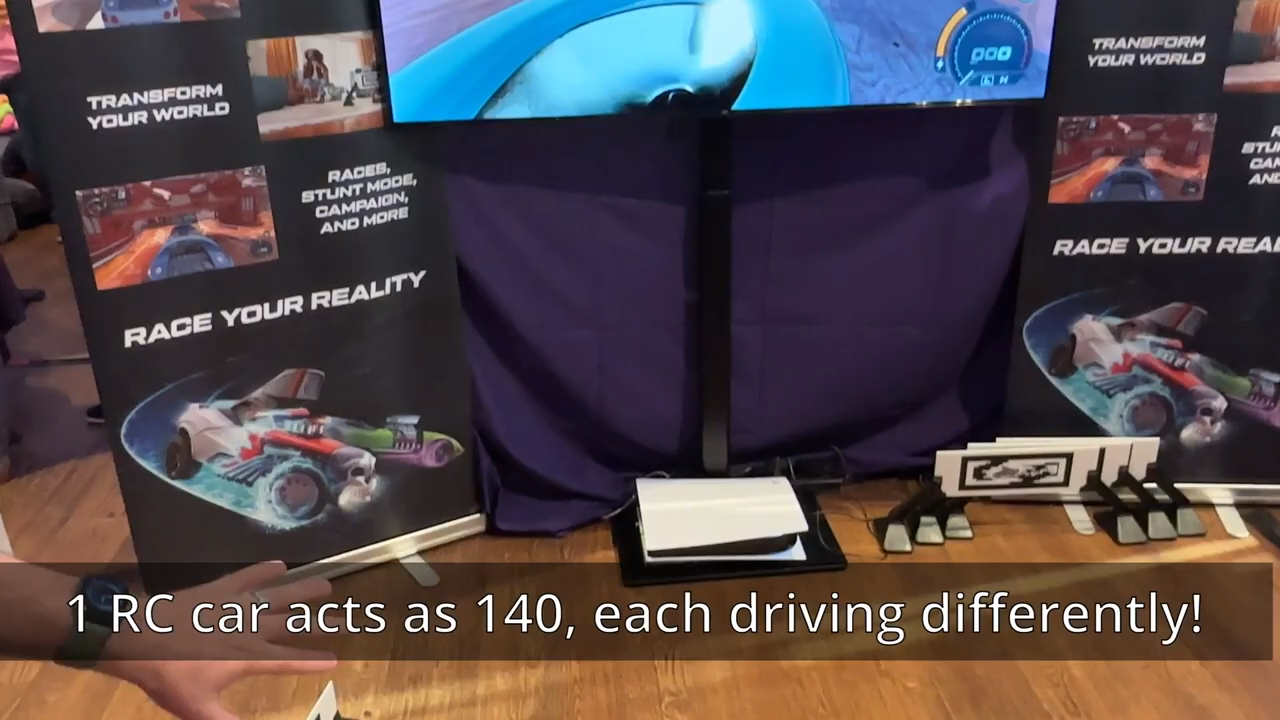 TRANSFORM
YOUR WORLD
RACES,
STUNT MODE,
CAMPAIGN,
AND MORE
RACE YOUR REALITY
000
TRANSFORM
YOUR WORLD
RACE YOUR REAL
1 RC car acts as 140, each driving differently!